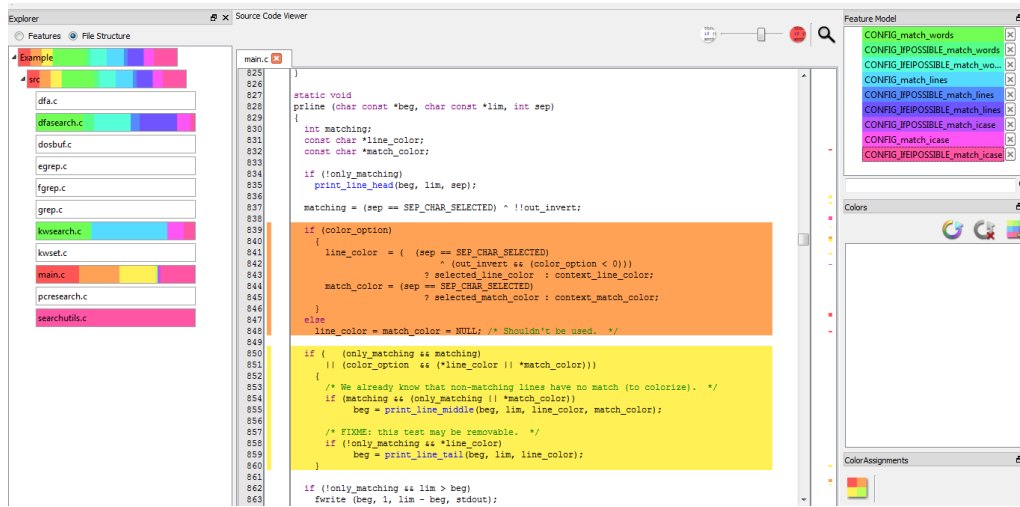 Explorer
Features File Structure
Example
src
dfa.c
dfasearch.c
dosbuf.c
egrep.c
fgrep.c
grep.c
kwsearch.c
kwset.c
main.c
pcresearch.c
searchutils.c
Source Code Viewer
main.c
825 }
826
827 static void
828 prline (char const *beg, char const *lim, int sep)
829 {
830 int matching;
831 const char *line_color;
832 const char *match_color;
833
834 if (!only_matching)
835 print_line_head(beg, lim, sep);
836
837 matching = (sep == SEP_CHAR_SELECTED) ^ !!out_invert;
838
839 if (color_option)
840 {
841 line_color = ( (sep == SEP_CHAR_SELECTED)
842 ^ (out_invert && (color_option < 0)))
843 ? selected_line_color : context_line_color;
844 match_color = (sep == SEP_CHAR_SELECTED)
845 ? selected_match_color : context_match_color;
846 }
847 else
848 line_color = match_color = NULL; /* Shouldn't be used. */
849
850 if ( (only_matching && matching)
851 || (color_option && (*line_color || *match_color)))
852 {
853 /* We already know that non-matching lines have no match (to colorize). */
854 if (matching && (only_matching || *match_color))
855 beg = print_line_middle(beg, lim, line_color, match_color);
856
857 /* FIXME: this test may be removable. */
858 if (!only_matching && *line_color)
859 beg = print_line_tail(beg, lim, line_color);
860 }
861
862 if (!only_matching && lim > beg)
863 fwrite (beg, 1, lim - beg, stdout);
Feature Model
CONFIG_match_words
CONFIG_IfPOSSIBLE_match_words
CONFIG_IfEIPOSSIBLE_match_wo...
CONFIG_match_lines
CONFIG_IfPOSSIBLE_match_lines
CONFIG_IfEIPOSSIBLE_match_lines
CONFIG_IfPOSSIBLE_match_icase
CONFIG_match_icase
CONFIG_IfEIPOSSIBLE_match_icase
Colors
ColorAssignments